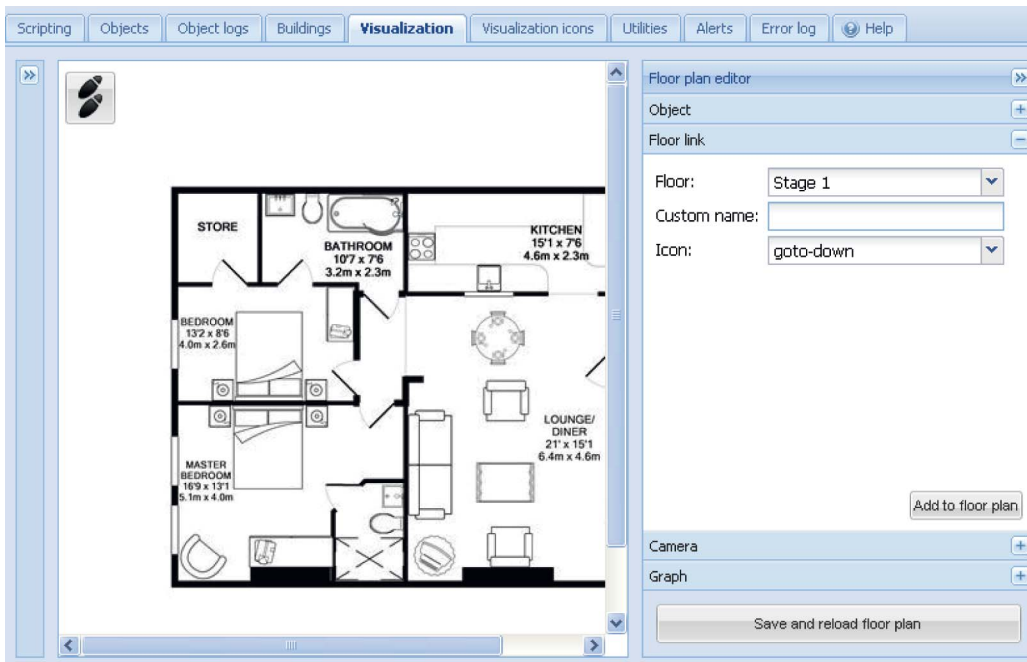 Scripting Objects Object logs Buildings Visualization Visualization icons Utilities Alerts Error log Help
Floor plan editor
Object
Floor link
Floor: Stage 1
Custom name:
Icon: goto-down
Add to floor plan
Camera
Graph
Save and reload floor plan
STORE
BATHROOM
10'7 x 7'6
3.2m x 2.3m
KITCHEN
15'1 x 7'6
4.6m x 2.3m
BEDROOM
13'2 x 8'6
4.0m x 2.6m
LOUNGE/
DINER
21' x 15'1
6.4m x 4.6m
MASTER
BEDROOM
16'9 x 13'1
5.1m x 4.0m